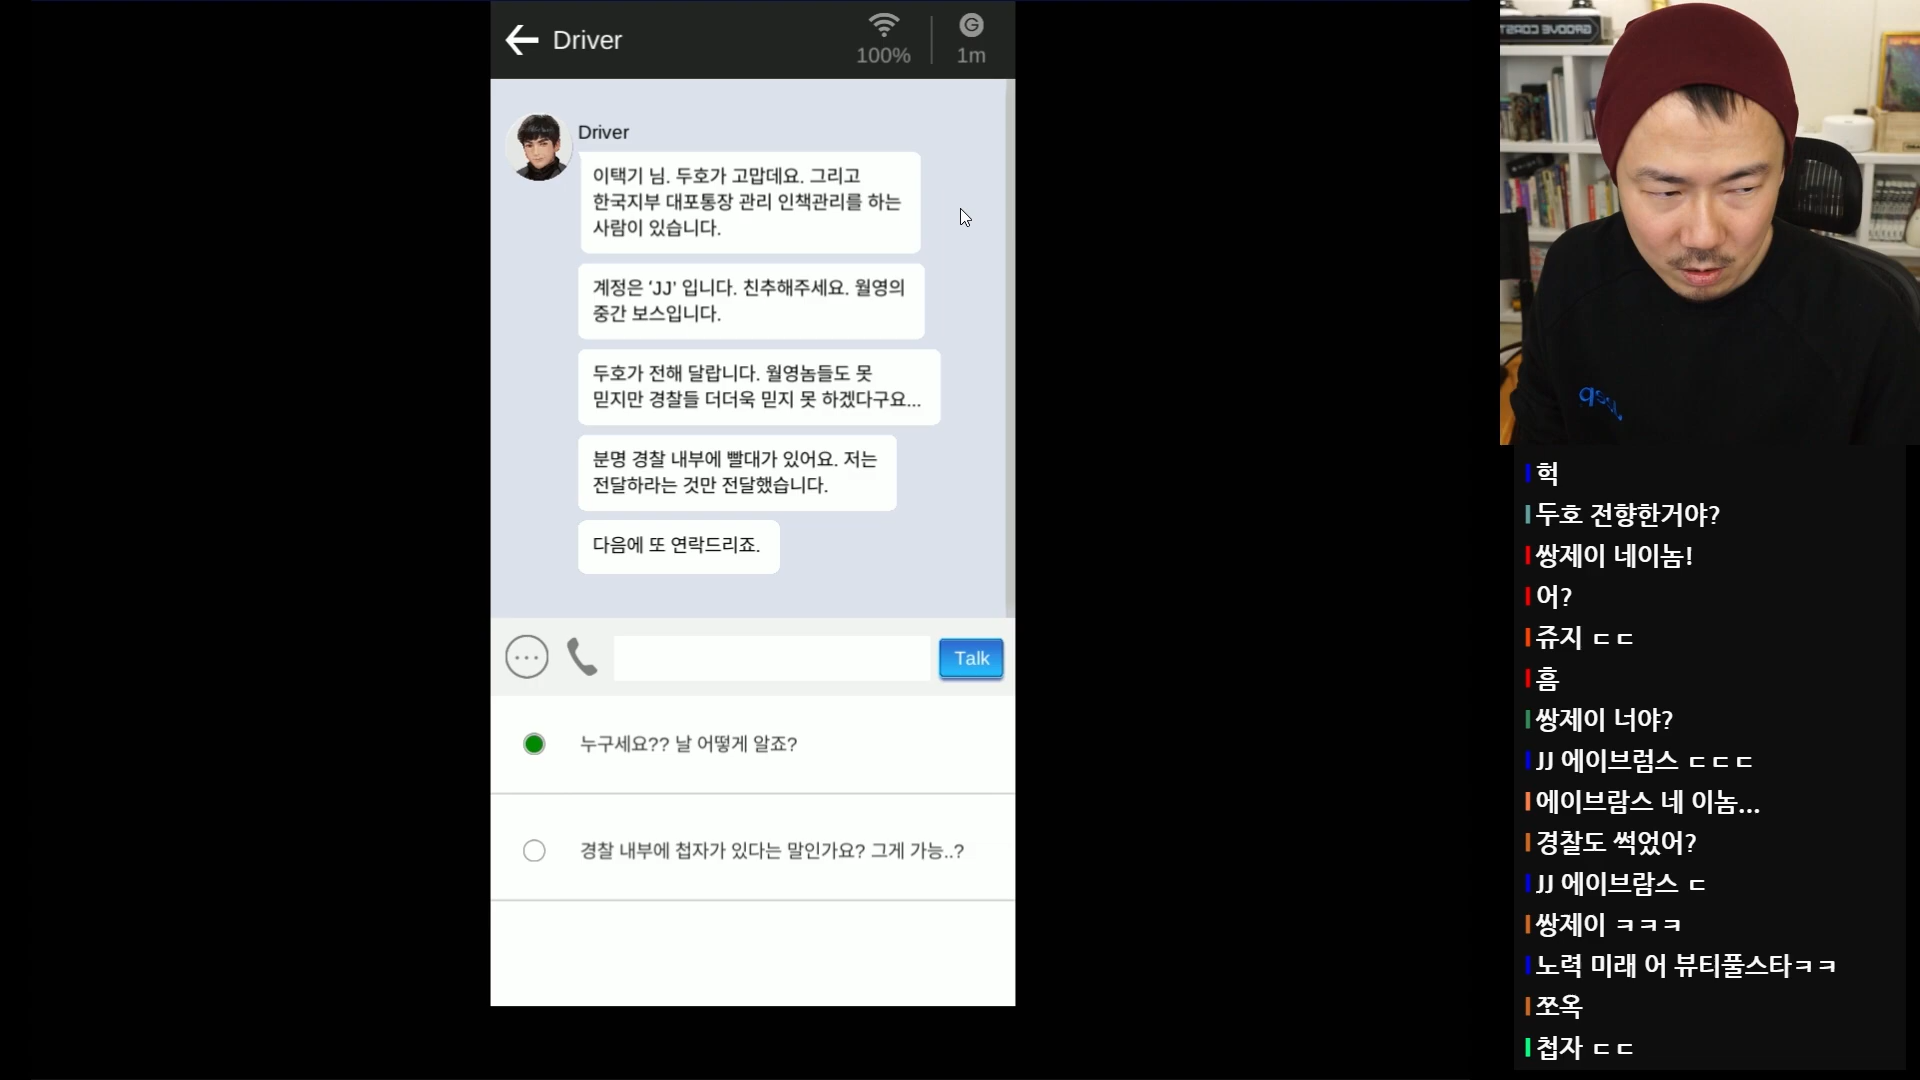 Driver
100%
G
1m
Driver
이택기 님. 두호가 고맙데요. 그리고
한국지부 대포통장 관리 인책관리를 하는
사람이 있습니다.
계정은 ‘JJ' 입니다. 친추해주세요. 월영의
중간 보스입니다.
두호가 전해 달랍니다. 월영놈들도 못
믿지만 경찰들 더더욱 믿지 못 하겠다구요...
분명 경찰 내부에 빨대가 있어요. 저는
전달하라는 것만 전달했습니다.
다음에 또 연락드리죠.
Talk
누구세요?? 날 어떻게 알죠?
경찰 내부에 첩자가 있다는 말인가요? 그게 가능..?
헉
두호 전향한거야?
쌍제이 네이놈!
어?
쥬지 ㄷㄷ
흠
쌍제이 너야?
JJ 에이브럼스 ㄷㄷㄷ
에이브람스 네 이놈...
경찰도 썩었어?
JJ 에이브람스 ㄷ
쌍제이 ㅋㅋㅋ
노력 미래 어 뷰티풀스타ㅋㅋ
쪼옥
첩자 ㄷㄷ